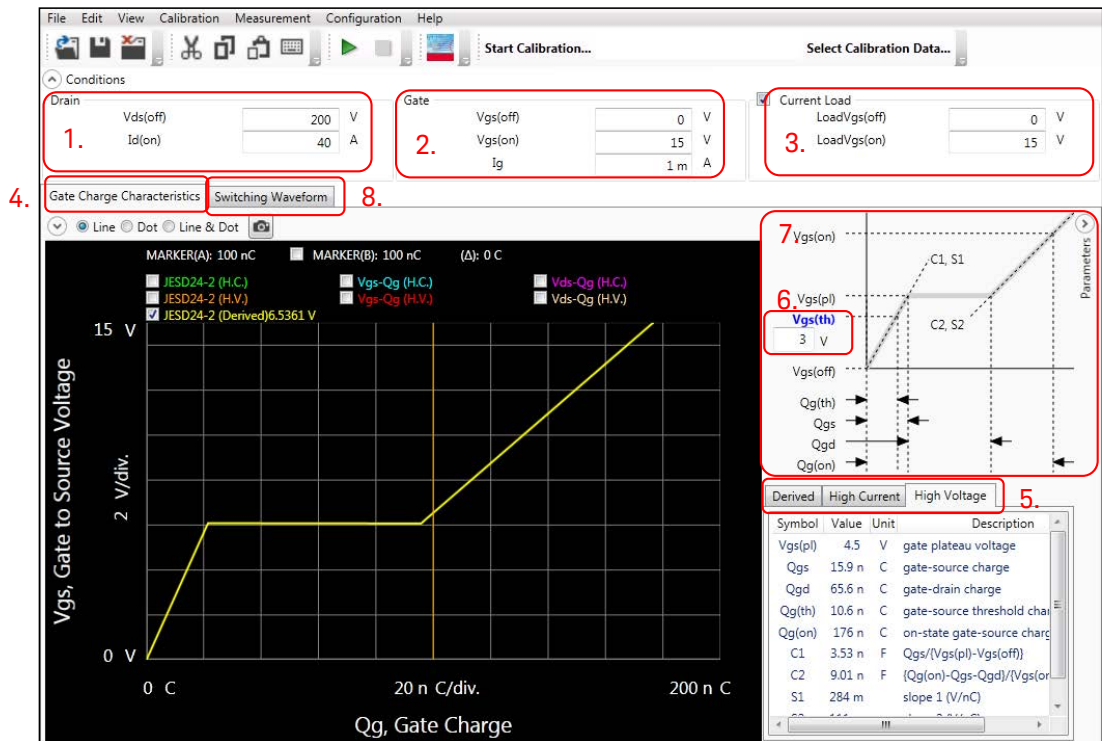 File Edit View Calibration Measurement Configuration Help
Start Calibration... Select Calibration Data...
Conditions
Drain
Vds(off) 200 V
Id(on) 40 A
1.
Gate
Vgs(off) 0 V
Vgs(on) 15 V
Ig 1 m A
2.
Current Load
LoadVgs(off) 0 V
LoadVgs(on) 15 V
3.
4. Gate Charge Characteristics Switching Waveform 8.
Line Dot Line & Dot
MARKER(A): 100 nC MARKER(B): 100 nC (Δ): 0 C
JESD24-2 (H.C.) Vgs-Qg (H.C.) Vds-Qg (H.C.)
JESD24-2 (H.V.) Vgs-Qg (H.V.) Vds-Qg (H.V.)
JESD24-2 (Derived)6.5361 V
15 V
Vgs, Gate to Source Voltage
2 V/div.
0 V
0 C 20 n C/div. 200 n C
Qg, Gate Charge
7.
Vgs(on)
C1, S1
Parameters
6. Vgs(pl)
Vgs(th)
3 V
C2, S2
Vgs(off)
Qg(th)
Qgs
Qgd
Qg(on)
Derived High Current High Voltage 5.
Symbol Value Unit Description
Vgs(pl) 4.5 V gate plateau voltage
Qgs 15.9 n C gate-source charge
Qgd 65.6 n C gate-drain charge
Qg(th) 10.6 n C gate-source threshold char
Qg(on) 176 n C on-state gate-source charg
C1 3.53 n F Qgs/{Vgs(pl)-Vgs(off)}
C2 9.01 n F {Qg(on)-Qgs-Qgd}/{Vgs(on
S1 284 m slope 1 (V/nC)